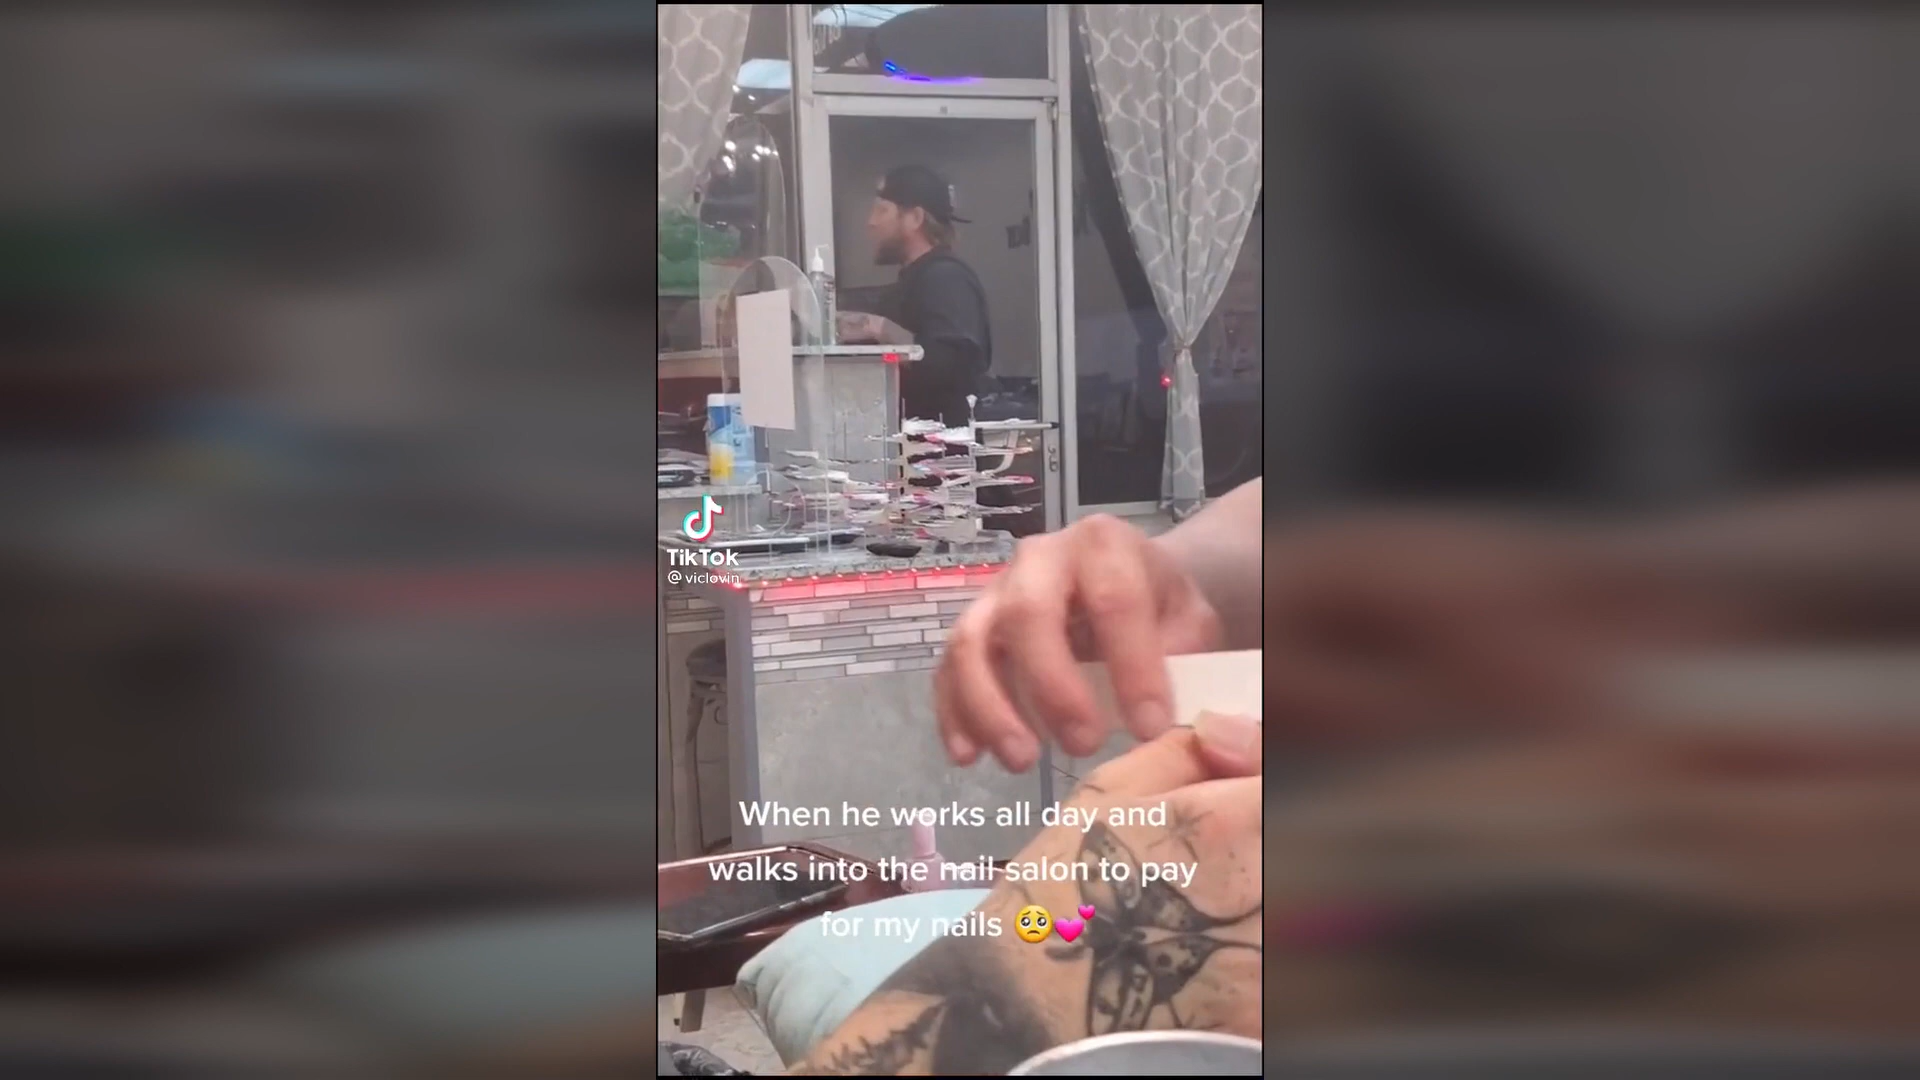 TikTok
@viclovin
When he works all day and
walks into the nail salon to pay
for my nails 🥺💕